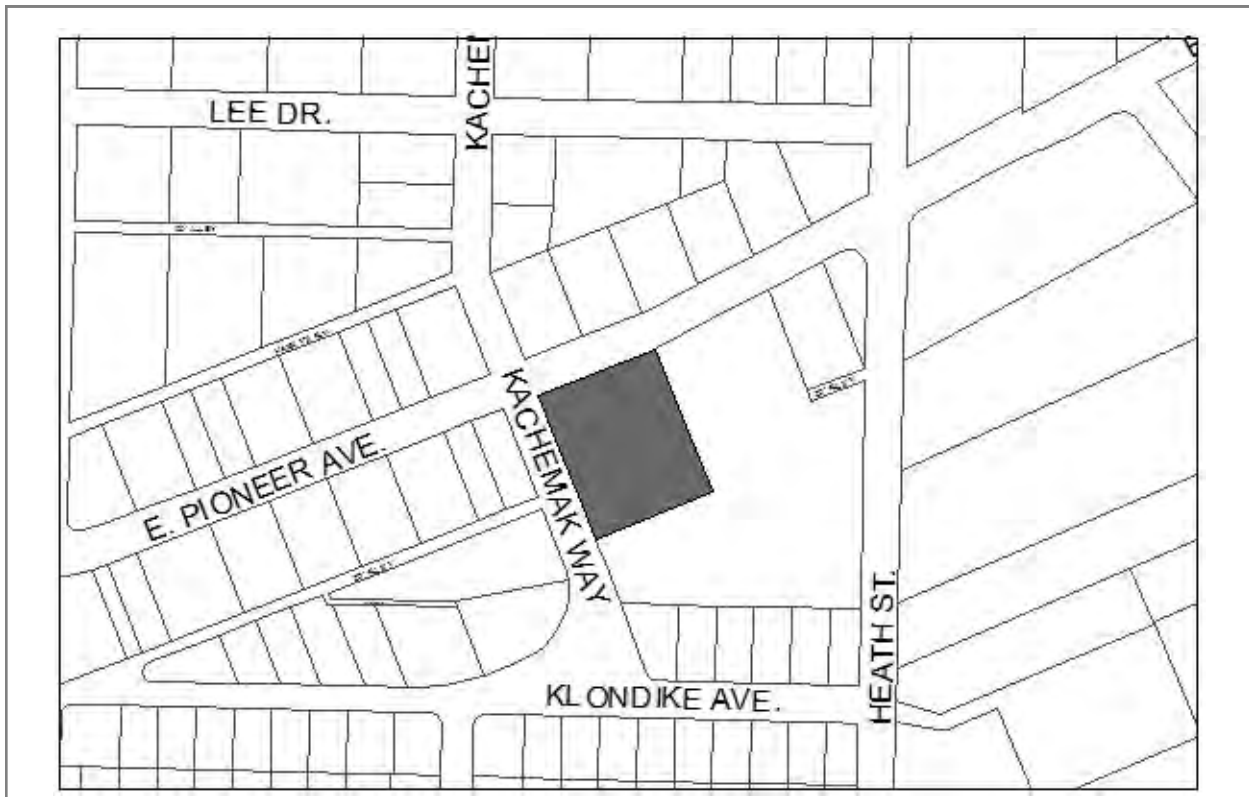 KACHE
LEE DR.
E. PIONEER AVE.
KACHEMAK WAY
HEATH ST.
KLONDIKE AVE.